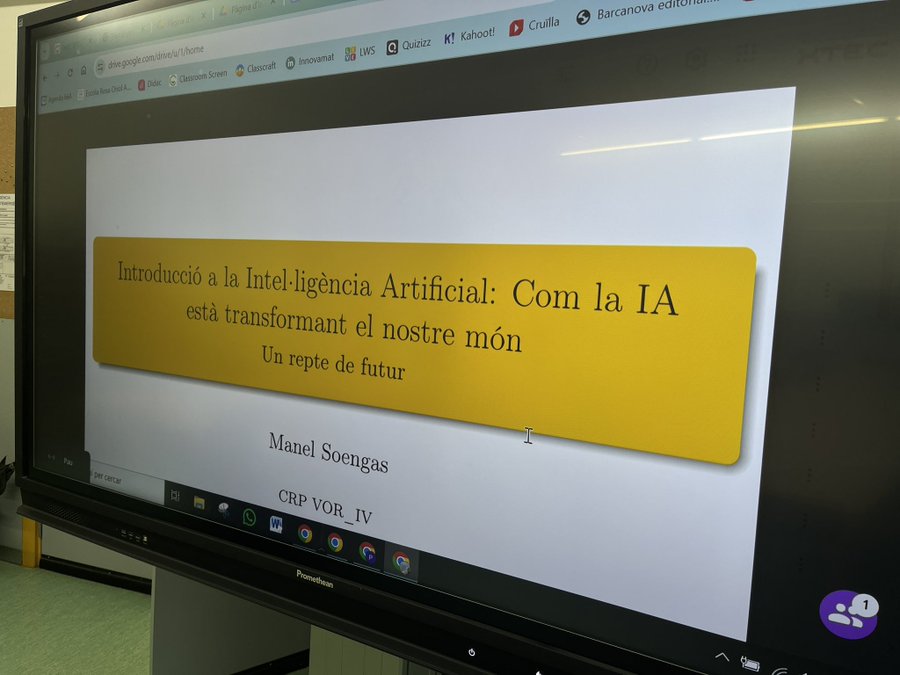 drive.google.com/drive/u/1/home
Didac
Classroom Screen
Classcraft
Innovamat
LWS
Quizizz
K! Kahoot!
Cruïlla
Barcanova editorial...
Introducció a la Intel·ligència Artificial: Com la IA
està transformant el nostre món
Un repte de futur
Manel Soengas
CRP VOR_IV
Pau
per cercar
Promethean
1